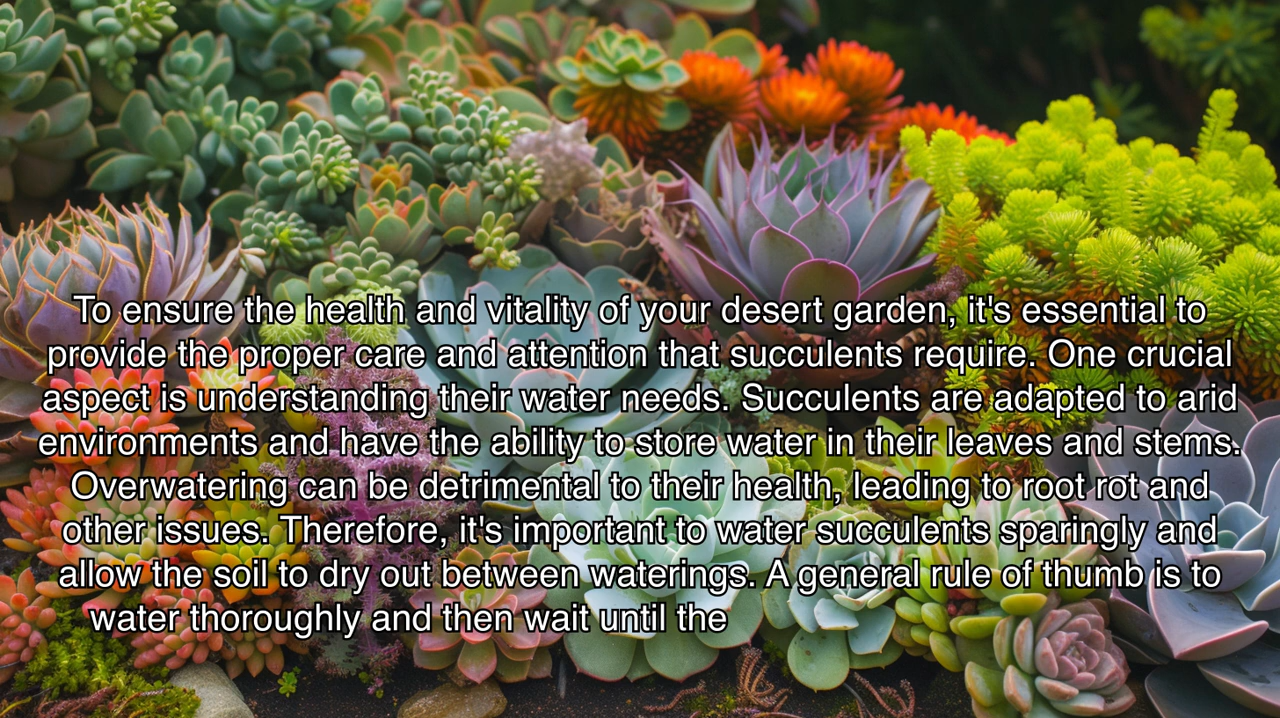 To ensure the health and vitality of your desert garden, it's essential to
provide the proper care and attention that succulents require. One crucial
aspect is understanding their water needs. Succulents are adapted to arid
environments and have the ability to store water in their leaves and stems.
Overwatering can be detrimental to their health, leading to root rot and
other issues. Therefore, it's important to water succulents sparingly and
allow the soil to dry out between waterings. A general rule of thumb is to
water thoroughly and then wait until the